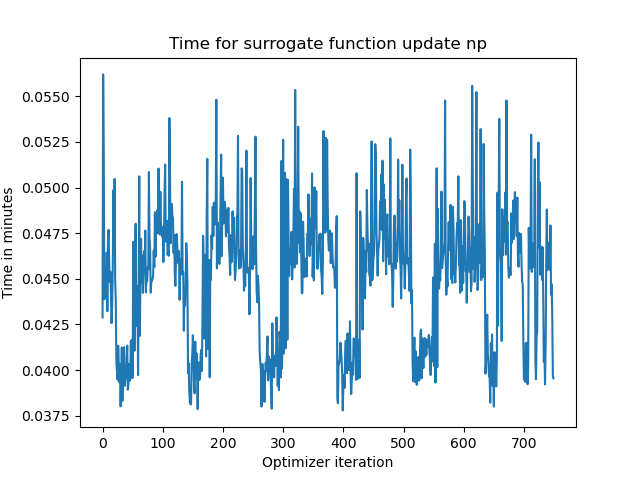 Time for surrogate function update np
Time in minutes
0.0550
0.0525
0.0500
0.0475
0.0450
0.0425
0.0400
0.0375
0 100 200 300 400 500 600 700
Optimizer iteration